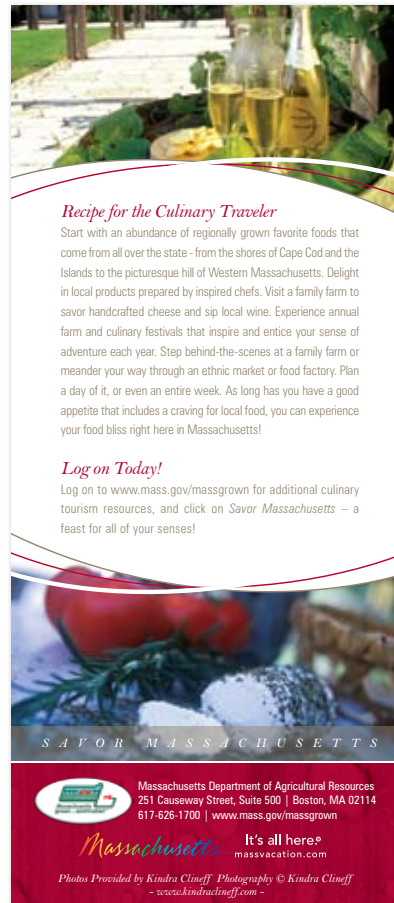 Recipe for the Culinary Traveler
Start with an abundance of regionally grown favorite foods that
come from all over the state - from the shores of Cape Cod and the
Islands to the picturesque hill of Western Massachusetts. Delight
in local products prepared by inspired chefs. Visit a family farm to
savor handcrafted cheese and sip local wine. Experience annual
farm and culinary festivals that inspire and entice your sense of
adventure each year. Step behind-the-scenes at a family farm or
meander your way through an ethnic market or food factory. Plan
a day of it, or even an entire week. As long has you have a good
appetite that includes a craving for local food, you can experience
your food bliss right here in Massachusetts!
Log on Today!
Log on to www.mass.gov/massgrown for additional culinary
tourism resources, and click on Savor Massachusetts – a
feast for all of your senses!
SAVOR MASSACHUSETTS
Massachusetts Department of Agricultural Resources
251 Causeway Street, Suite 500 | Boston, MA 02114
617-626-1700 | www.mass.gov/massgrown
Massachusetts It's all here.®
massvacation.com
Photos Provided by Kindra Clineff Photography © Kindra Clineff
- www.kindraclineff.com -